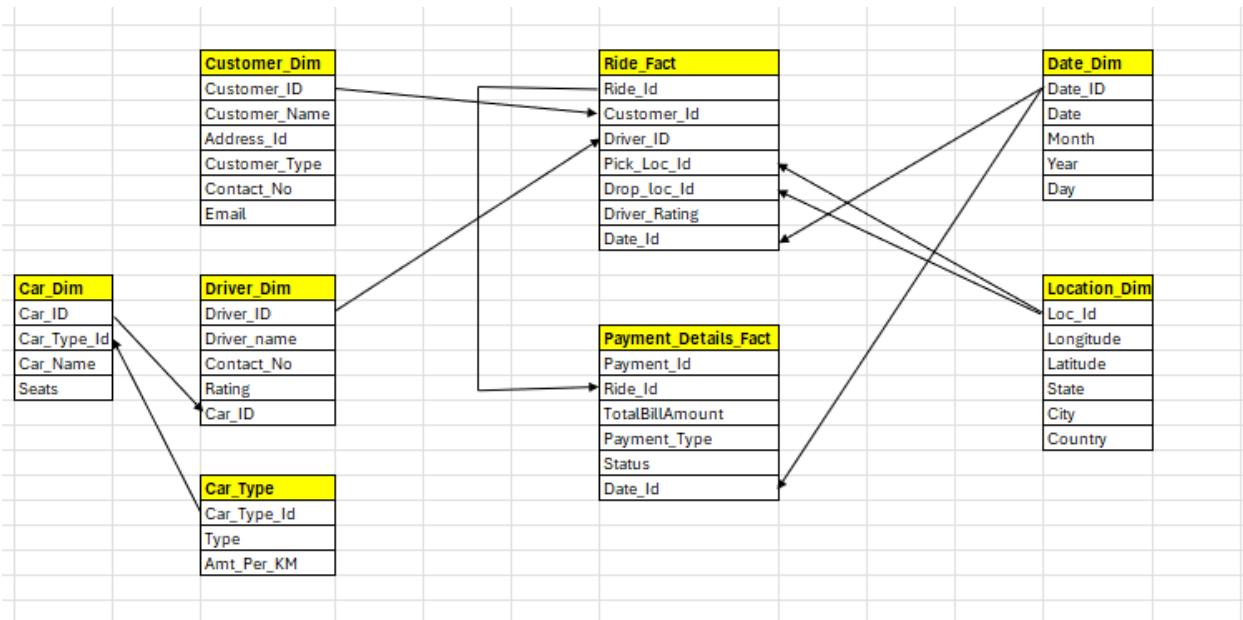 Customer_Dim
Customer_ID
Customer_Name
Address_Id
Customer_Type
Contact_No
Email
Ride_Fact
Ride_Id
Customer_Id
Driver_ID
Pick_Loc_Id
Drop_loc_Id
Driver_Rating
Date_Id
Date_Dim
Date_ID
Date
Month
Year
Day
Car_Dim
Car_ID
Car_Type_Id
Car_Name
Seats
Driver_Dim
Driver_ID
Driver_name
Contact_No
Rating
Car_ID
Payment_Details_Fact
Payment_Id
Ride_Id
TotalBillAmount
Payment_Type
Status
Date_Id
Location_Dim
Loc_Id
Longitude
Latitude
State
City
Country
Car_Type
Car_Type_Id
Type
Amt_Per_KM